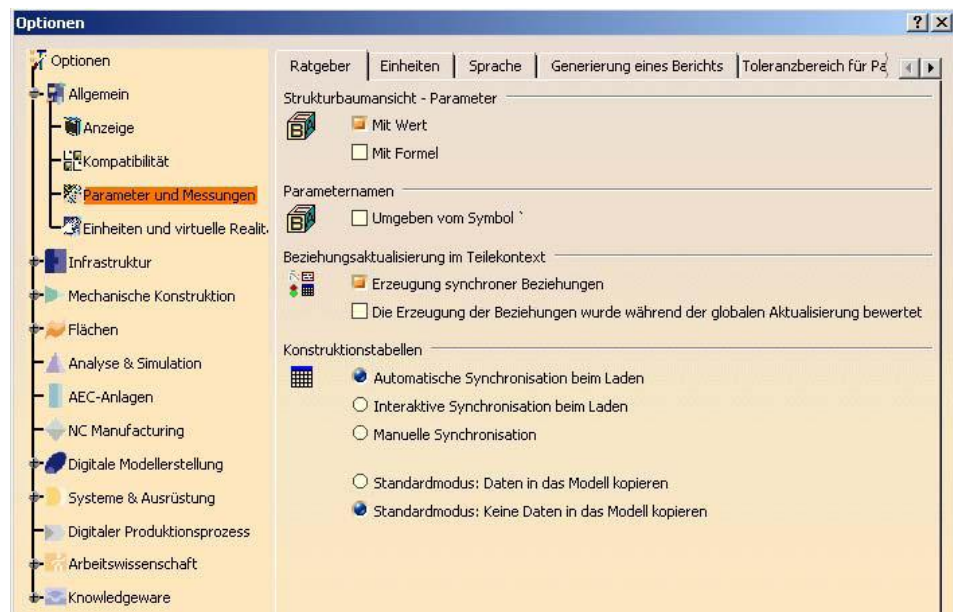 Optionen
Optionen
Allgemein
Anzeige
Kompatibilität
Parameter und Messungen
Einheiten und virtuelle Realit
Infrastruktur
Mechanische Konstruktion
Flächen
Analyse & Simulation
AEC-Anlagen
NC Manufacturing
Digitale Modellerstellung
Systeme & Ausrüstung
Digitaler Produktionsprozess
Arbeitswissenschaft
Knowledgeware
Ratgeber Einheiten Sprache Generierung eines Berichts Toleranzbereich für Pa
Strukturbaumansicht - Parameter
Mit Wert
Mit Formel
Parameternamen
Umgeben vom Symbol `
Beziehungsaktualisierung im Teilekontext
Erzeugung synchroner Beziehungen
Die Erzeugung der Beziehungen wurde während der globalen Aktualisierung bewertet
Konstruktionstabellen
Automatische Synchronisation beim Laden
Interaktive Synchronisation beim Laden
Manuelle Synchronisation
Standardmodus: Daten in das Modell kopieren
Standardmodus: Keine Daten in das Modell kopieren